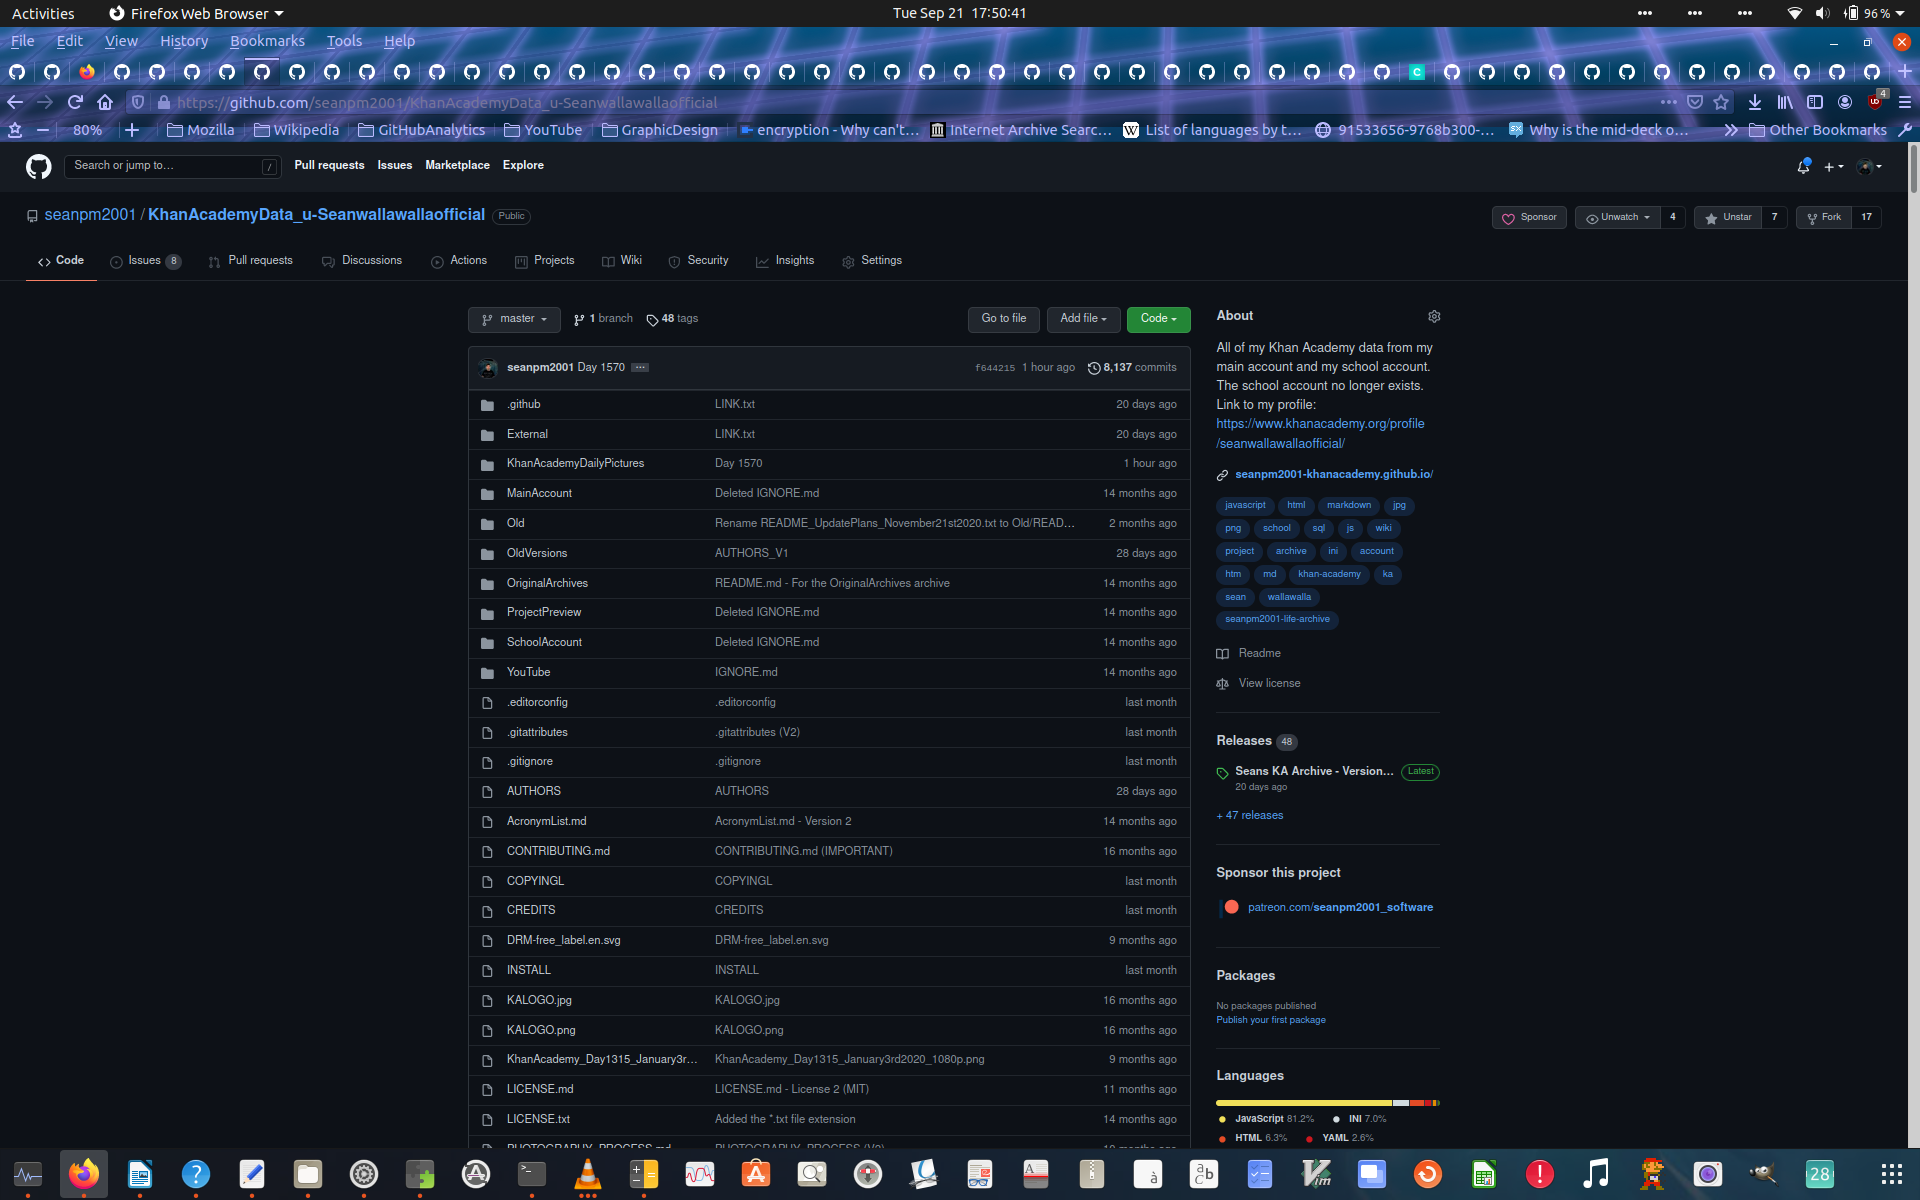 Activities
Firefox Web Browser
Tue Sep 21 17:50:41
96 %
File Edit View History Bookmarks Tools Help
https://github.com/seanpm2001/KhanAcademyData_u-Seanwallawallaofficial
4
80%
Mozilla
Wikipedia
GitHubAnalytics
YouTube
GraphicDesign
encryption - Why can't...
Internet Archive Searc...
List of languages by t...
91533656-9768b300-...
Why is the mid-deck o...
Other Bookmarks
Search or jump to...
/
Pull requests Issues Marketplace Explore
seanpm2001 / KhanAcademyData_u-Seanwallawallaofficial
Public
Sponsor
Unwatch 4
Unstar 7
Fork 17
Code
Issues 8
Pull requests
Discussions
Actions
Projects
Wiki
Security
Insights
Settings
master
1 branch
48 tags
Go to file
Add file
Code
seanpm2001 Day 1570 ...
f644215 1 hour ago
8,137 commits
.github LINK.txt 20 days ago
External LINK.txt 20 days ago
KhanAcademyDailyPictures Day 1570 1 hour ago
MainAccount Deleted IGNORE.md 14 months ago
Old Rename README_UpdatePlans_November21st2020.txt to Old/READ... 2 months ago
OldVersions AUTHORS_V1 28 days ago
OriginalArchives README.md - For the OriginalArchives archive 14 months ago
ProjectPreview Deleted IGNORE.md 14 months ago
SchoolAccount Deleted IGNORE.md 14 months ago
YouTube IGNORE.md 14 months ago
.editorconfig .editorconfig last month
.gitattributes .gitattributes (V2) last month
.gitignore .gitignore last month
AUTHORS AUTHORS 28 days ago
AcronymList.md AcronymList.md - Version 2 14 months ago
CONTRIBUTING.md CONTRIBUTING.md (IMPORTANT) 16 months ago
COPYINGL COPYINGL last month
CREDITS CREDITS last month
DRM-free_label.en.svg DRM-free_label.en.svg 9 months ago
INSTALL INSTALL last month
KALOGO.jpg KALOGO.jpg 16 months ago
KALOGO.png KALOGO.png 16 months ago
KhanAcademy_Day1315_January3r... KhanAcademy_Day1315_January3rd2020_1080p.png 9 months ago
LICENSE.md LICENSE.md - License 2 (MIT) 11 months ago
LICENSE.txt Added the *.txt file extension 14 months ago
About
All of my Khan Academy data from my
main account and my school account.
The school account no longer exists.
Link to my profile:
https://www.khanacademy.org/profile
/seanwallawallaofficial/
seanpm2001-khanacademy.github.io/
javascript html markdown jpg
png school sql js wiki
project archive ini account
htm md khan-academy ka
sean wallawalla
seanpm2001-life-archive
Readme
View license
Releases 48
Seans KA Archive - Version... Latest
20 days ago
+ 47 releases
Sponsor this project
patreon.com/seanpm2001_software
Packages
No packages published
Publish your first package
Languages
JavaScript 81.2% INI 7.0%
HTML 6.3% YAML 2.6%
28